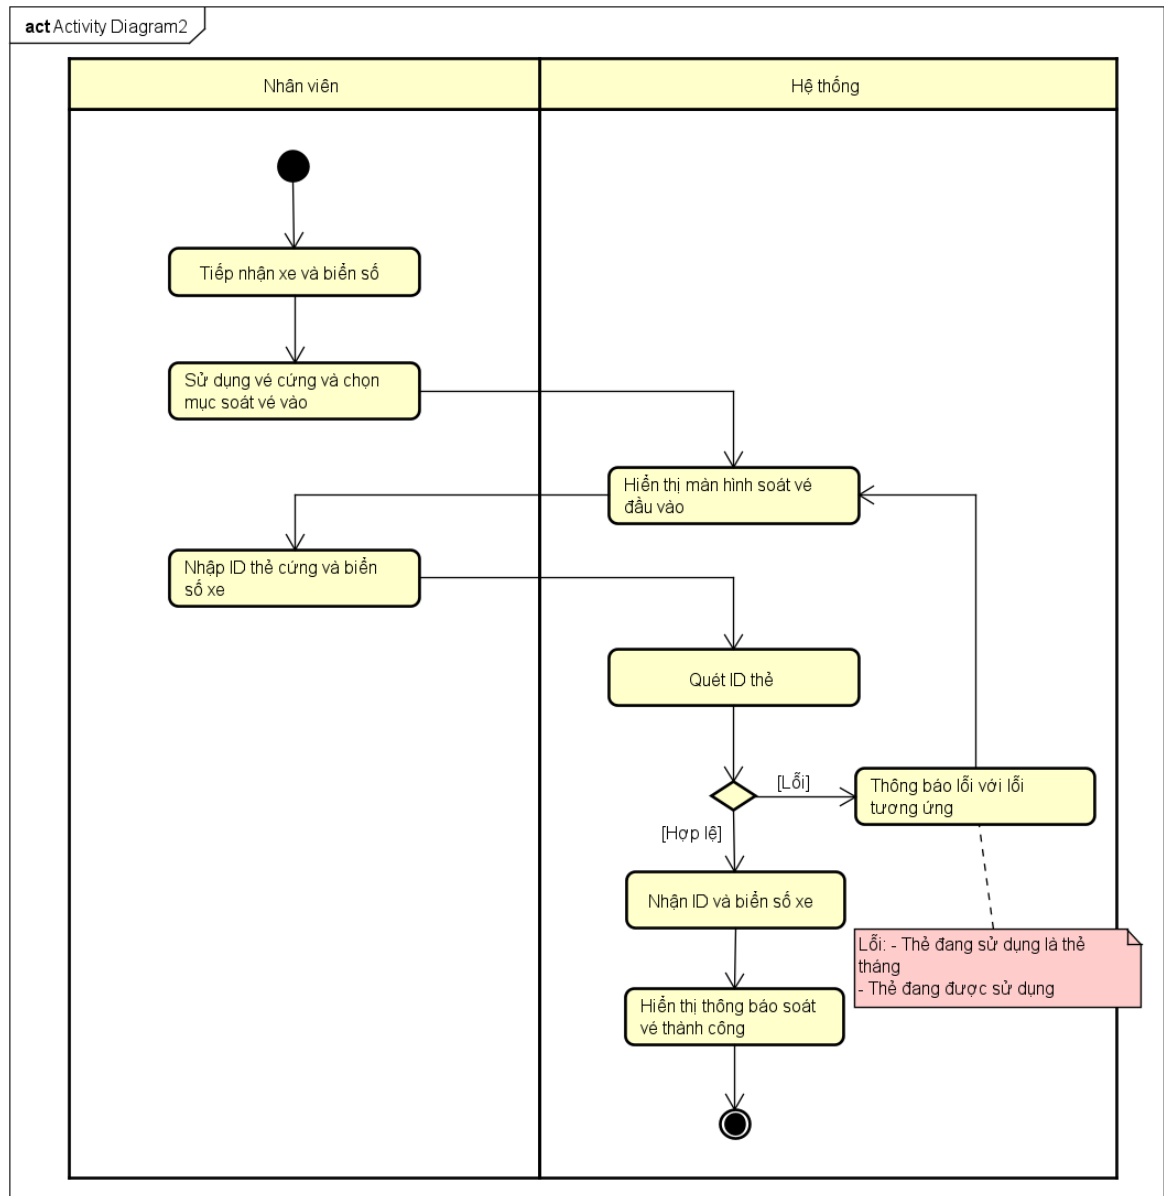 act Activity Diagram2
Nhân viên
Hệ thống
Tiếp nhận xe và biển số
Sử dụng vé cứng và chọn
mục soát vé vào
Hiển thị màn hình soát vé
đầu vào
Nhập ID thẻ cứng và biển
số xe
Quét ID thẻ
[Lỗi]
Thông báo lỗi với lỗi
tương ứng
[Hợp lệ]
Nhận ID và biển số xe
Lỗi: - Thẻ đang sử dụng là thẻ
tháng
- Thẻ đang được sử dụng
Hiển thị thông báo soát
vé thành công